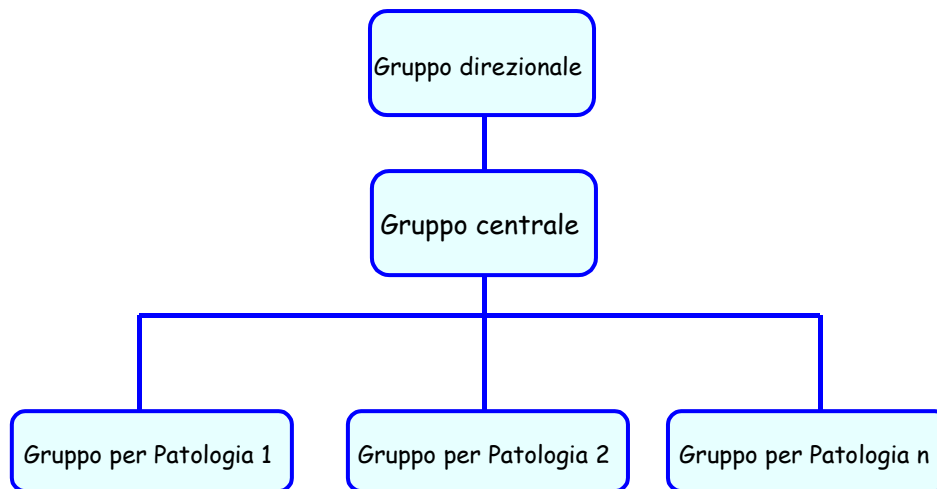 Gruppo direzionale
Gruppo centrale
Gruppo per Patologia 1
Gruppo per Patologia 2
Gruppo per Patologia n